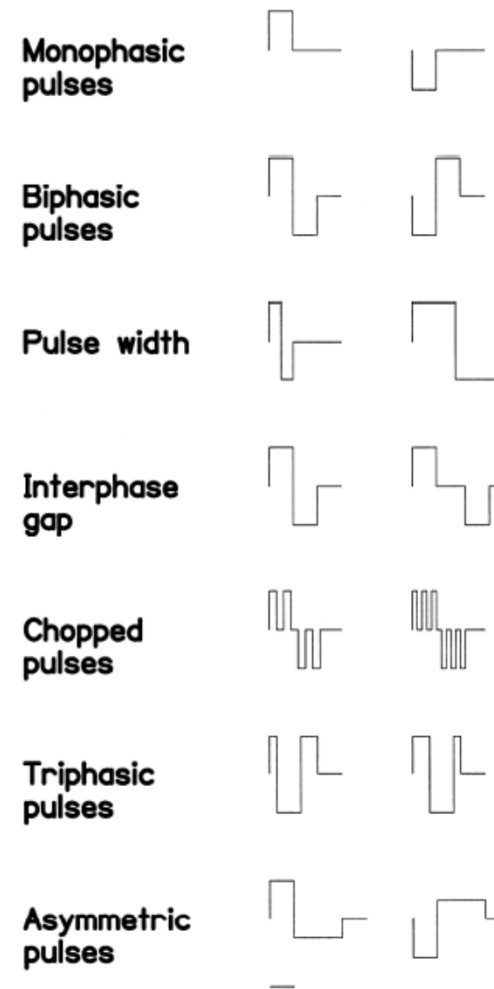 Monophasic
pulses
Biphasic
pulses
Pulse width
Interphase
gap
Chopped
pulses
Triphasic
pulses
Asymmetric
pulses